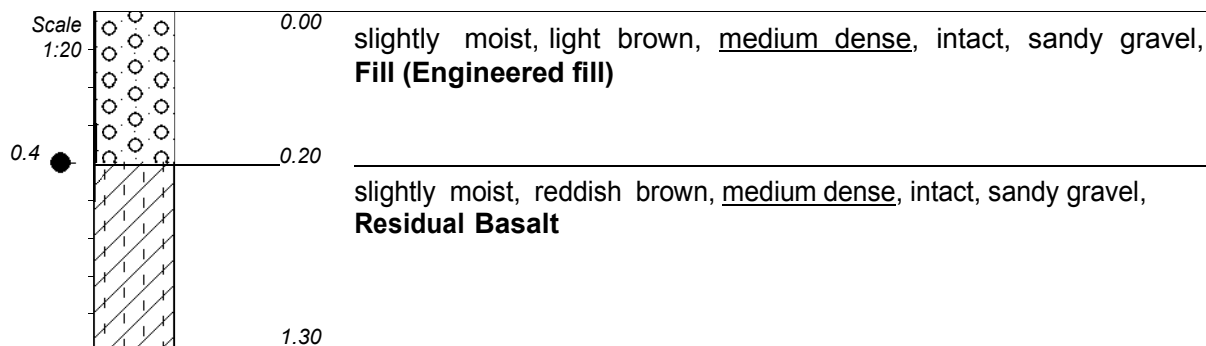 Scale
1:20
0.00
slightly moist, light brown, medium dense, intact, sandy gravel,
Fill (Engineered fill)
0.4
0.20
slightly moist, reddish brown, medium dense, intact, sandy gravel,
Residual Basalt
1.30